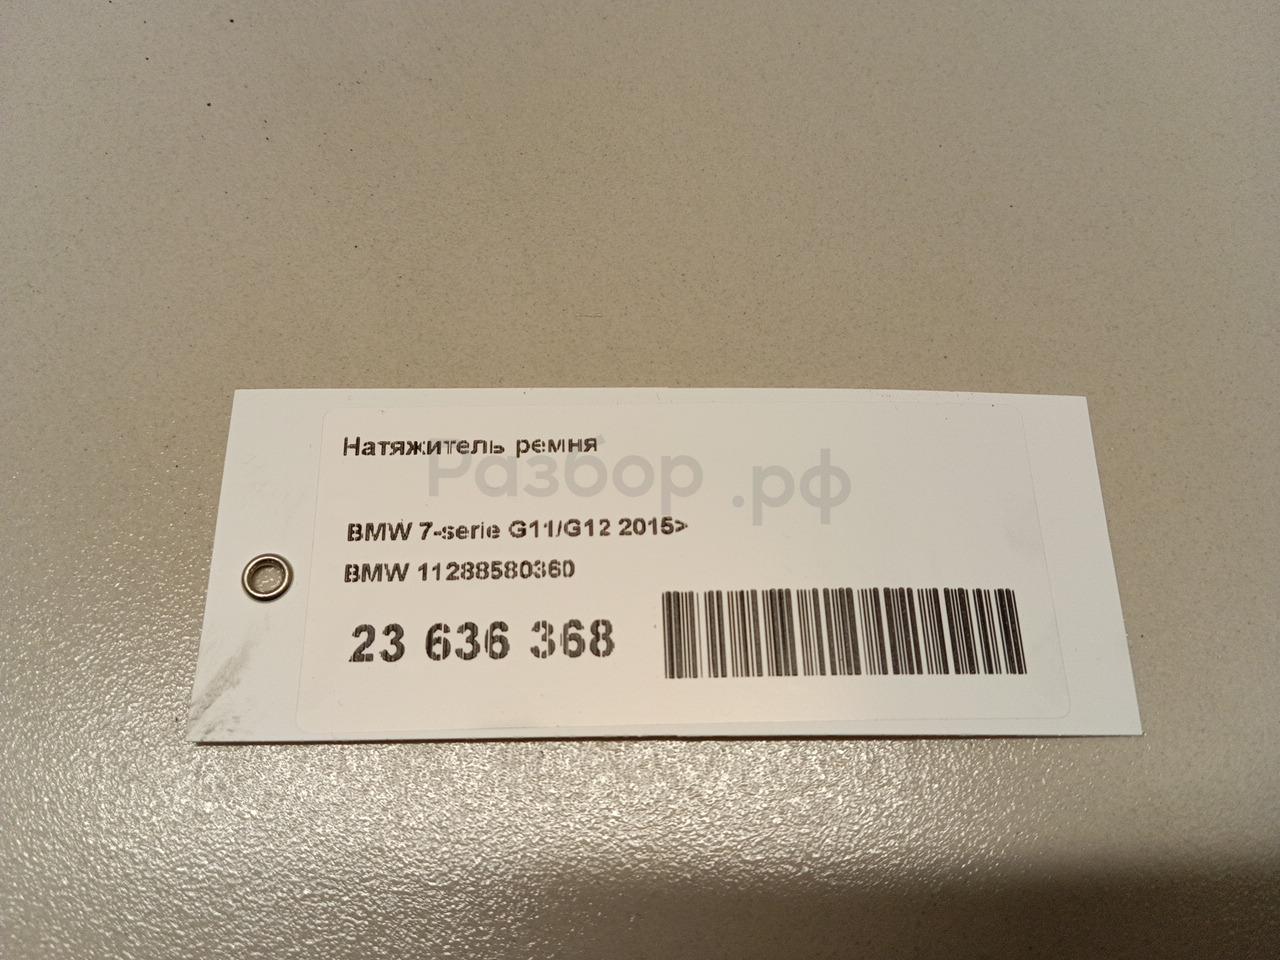 Натяжитель ремня
Разбор.рф
BMW 7-serie G11/G12 2015>
BMW 11288580360
23 636 368